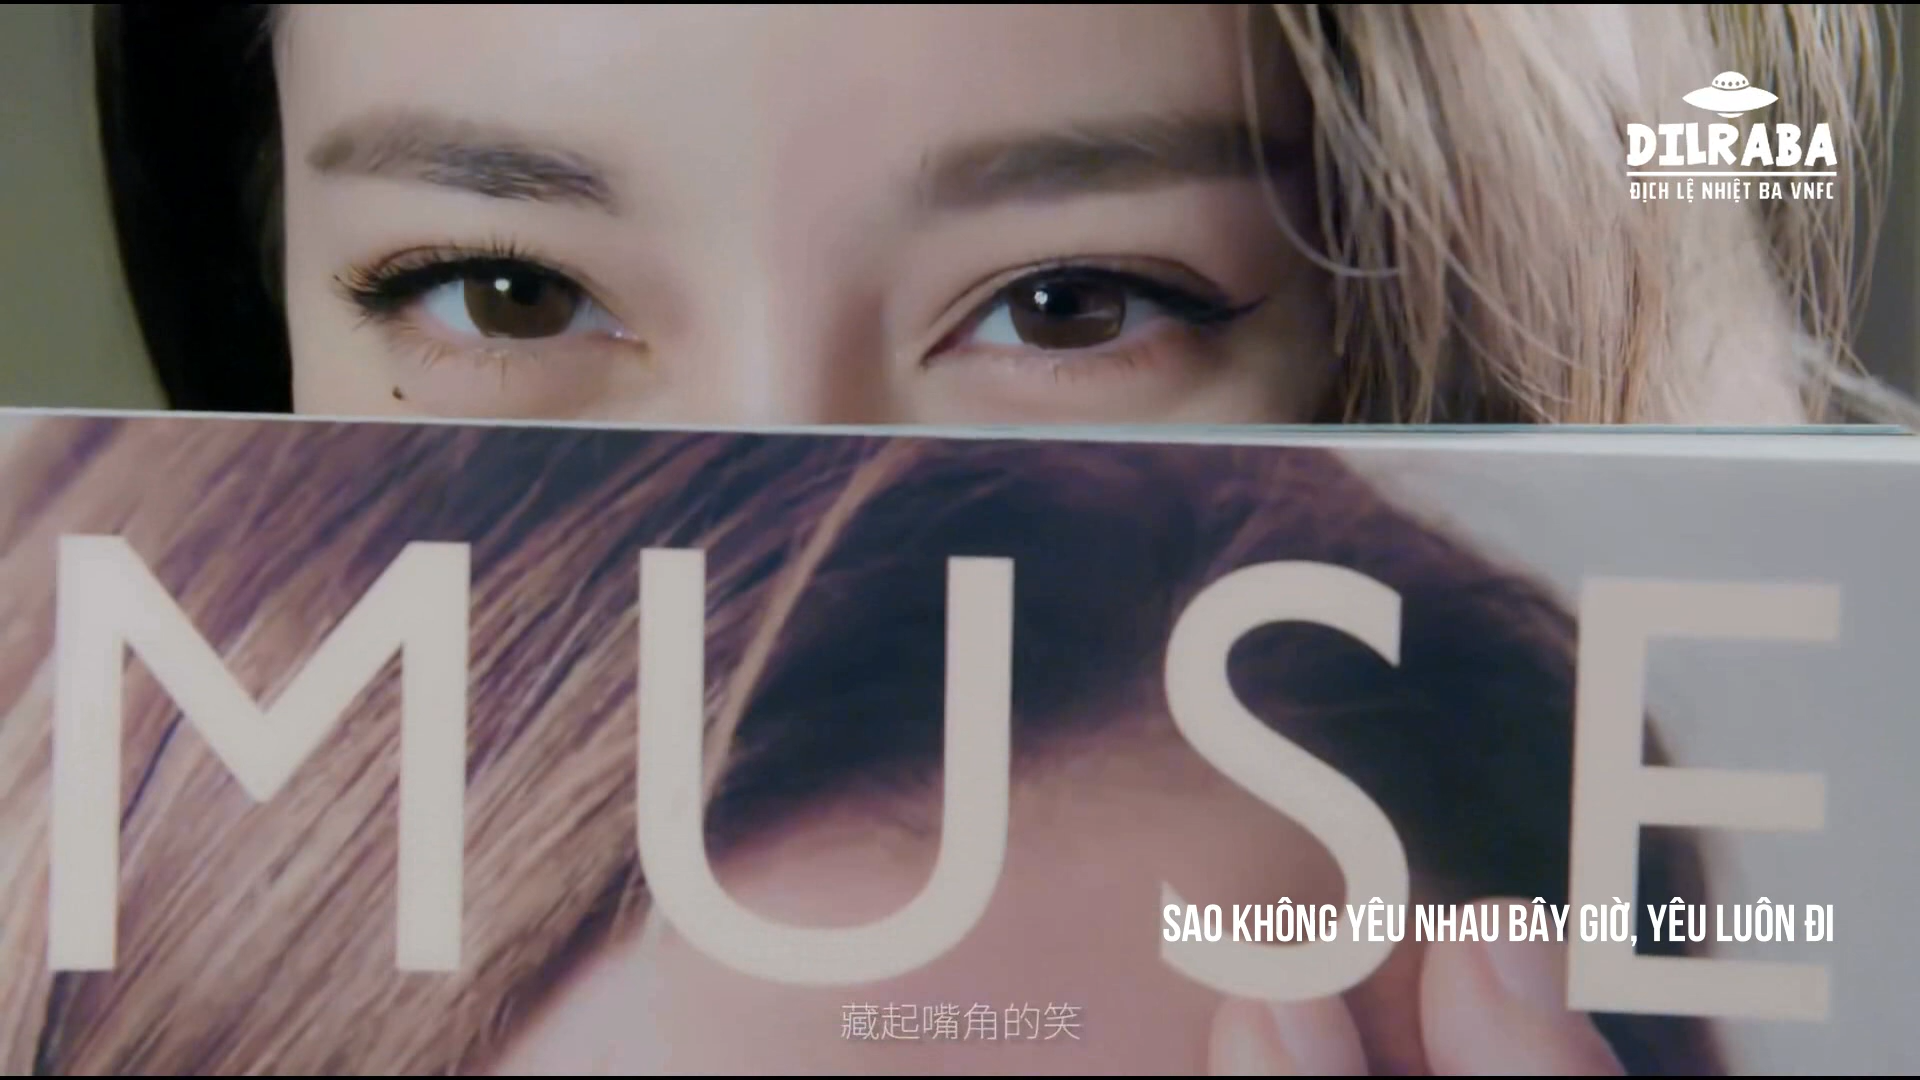 DILRABA
ĐỊCH LỆ NHIỆT BA VNFC
MUSE
SAO KHÔNG YÊU NHAU BÂY GIỜ, YÊU LUÔN ĐI
藏起嘴角的笑